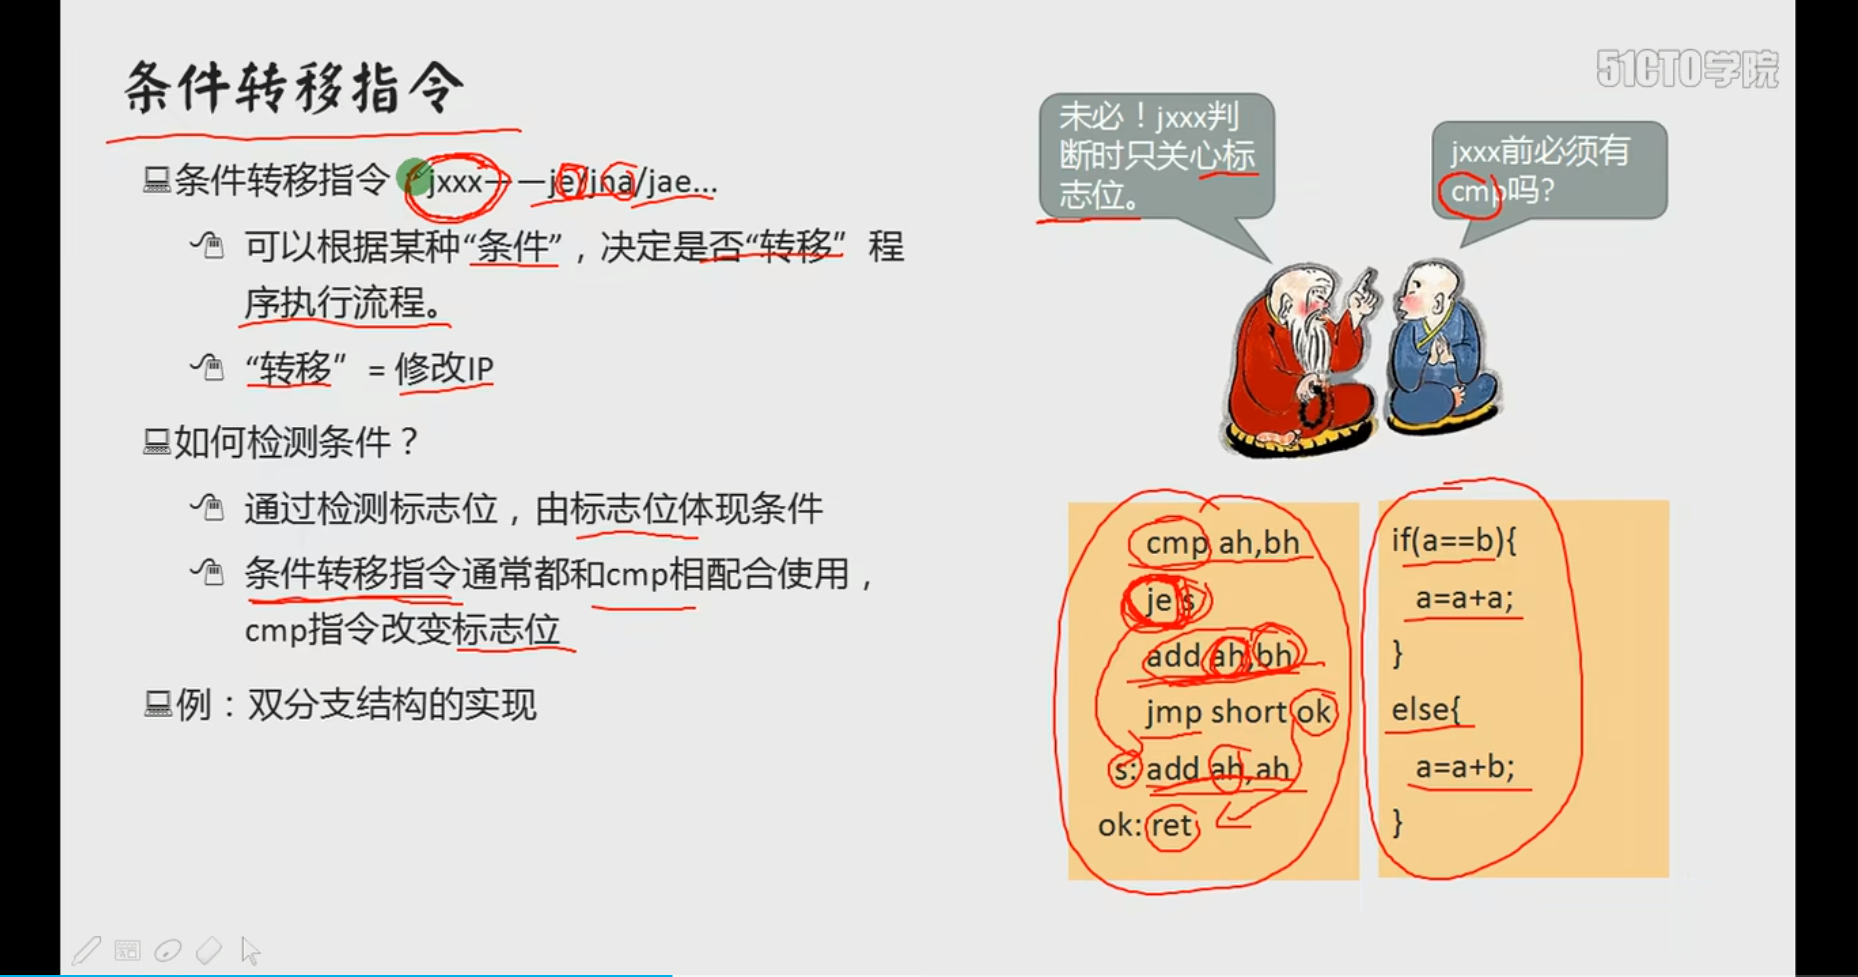 51CTO学院
条件转移指令
条件转移指令 jxxx——je/jna/jae...
可以根据某种“条件”，决定是否“转移” 程
序执行流程。
“转移” = 修改IP
如何检测条件？
通过检测标志位，由标志位体现条件
条件转移指令通常都和cmp相配合使用，
cmp指令改变标志位
例：双分支结构的实现
未必！jxxx判
断时只关心标
志位。
jxxx前必须有
cmp吗?
cmp ah,bh
je s
add ah,bh
jmp short ok
s: add ah,ah
ok: ret
if(a==b){
a=a+a;
}
else{
a=a+b;
}